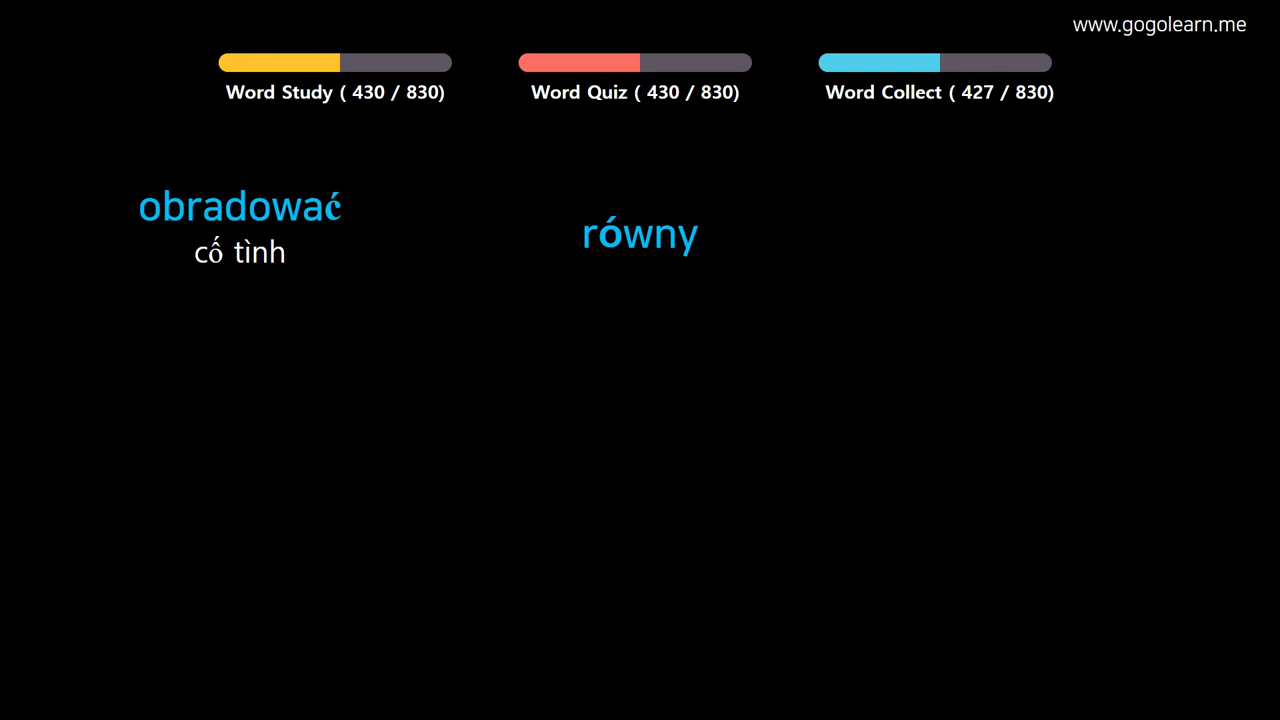 www.gogolearn.me
Word Study ( 430 / 830)
Word Quiz ( 430 / 830)
Word Collect ( 427 / 830)
obradować
cố tình
równy